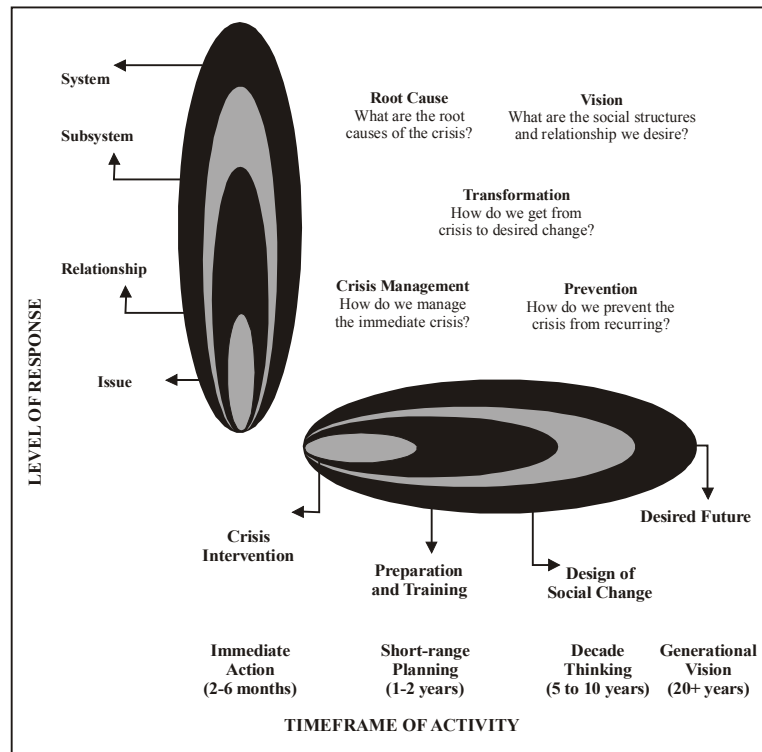 System
Subsystem
Relationship
Issue
LEVEL OF RESPONSE
Root Cause
What are the root
causes of the crisis?
Vision
What are the social structures
and relationship we desire?
Transformation
How do we get from
crisis to desired change?
Crisis Management
How do we manage
the immediate crisis?
Prevention
How do we prevent the
crisis from recurring?
Crisis
Intervention
Preparation
and Training
Design of
Social Change
Desired Future
Immediate
Action
(2-6 months)
Short-range
Planning
(1-2 years)
Decade
Thinking
(5 to 10 years)
Generational
Vision
(20+ years)
TIMEFRAME OF ACTIVITY